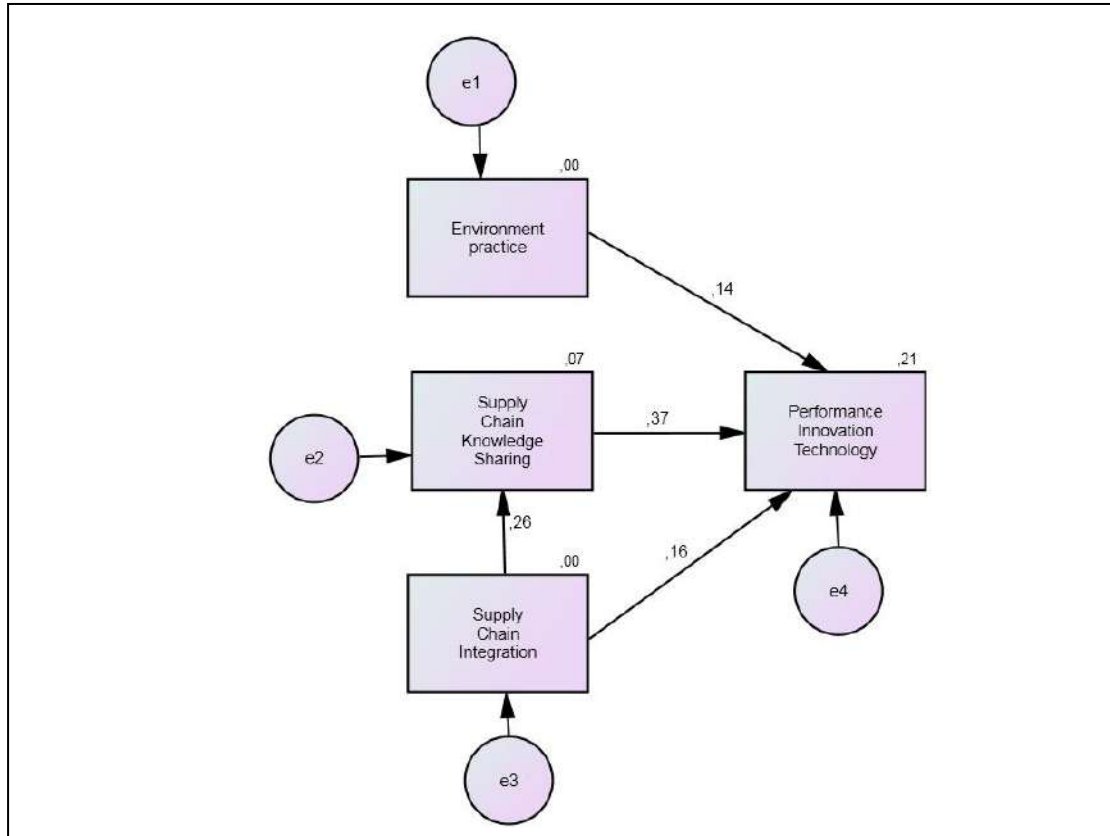 e1
,00
Environment
practice
,14
,07
,21
Supply
Chain
Knowledge
Sharing
,37
Performance
Innovation
Technology
e2
,26
,00
,16
Supply
Chain
Integration
e4
e3